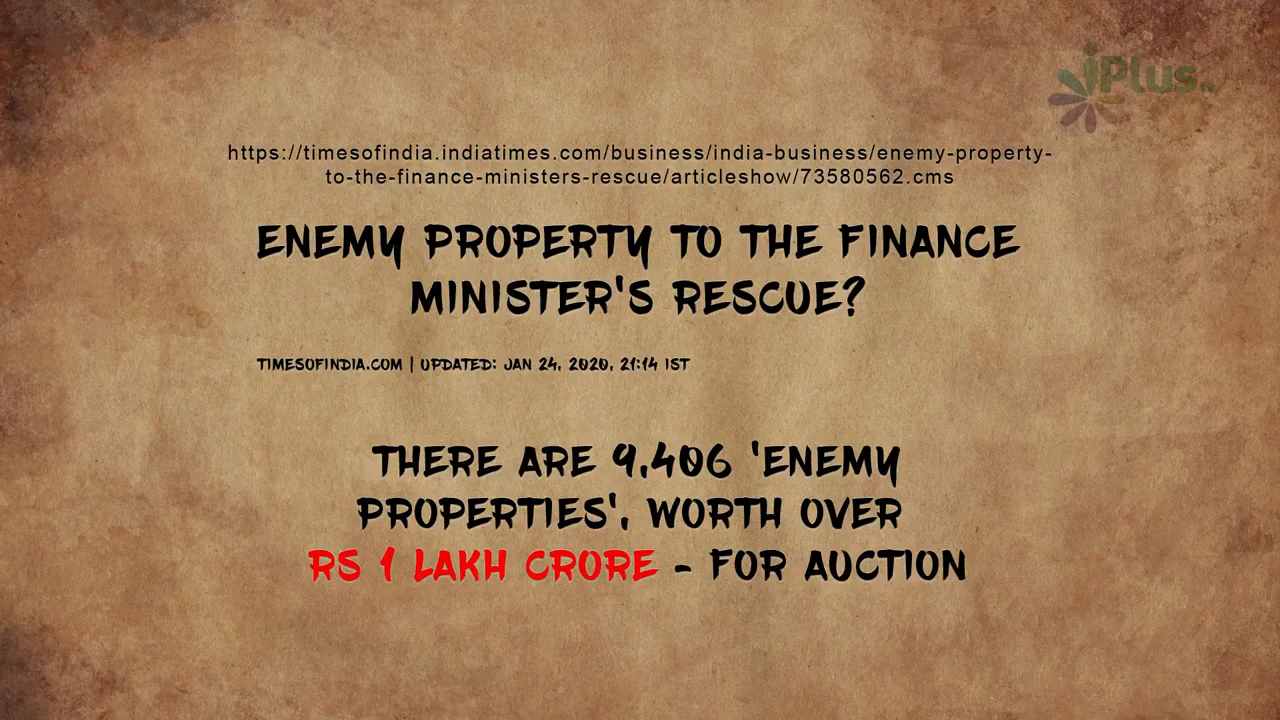 iPlus
https://timesofindia.indiatimes.com/business/india-business/enemy-property-
to-the-finance-ministers-rescue/articleshow/73580562.cms
ENEMY PROPERTY TO THE FINANCE
MINISTER'S RESCUE?
TIMESOFINDIA.COM | UPDATED: JAN 24, 2020, 21:14 IST
THERE ARE 9,406 'ENEMY
PROPERTIES', WORTH OVER
RS 1 LAKH CRORE - FOR AUCTION